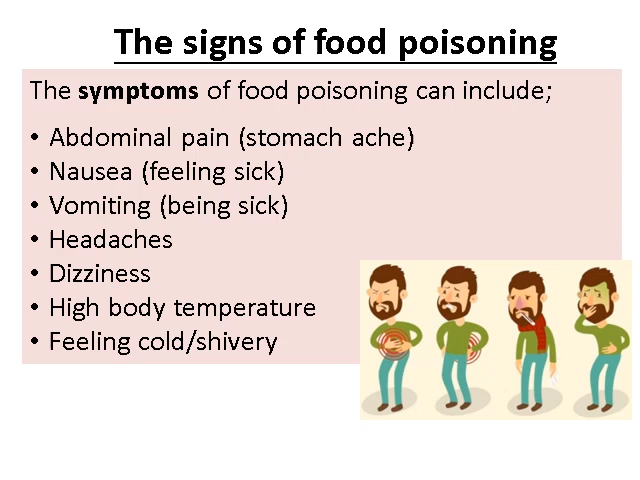 The signs of food poisoning
The symptoms of food poisoning can include;
• Abdominal pain (stomach ache)
• Nausea (feeling sick)
• Vomiting (being sick)
• Headaches
• Dizziness
• High body temperature
• Feeling cold/shivery